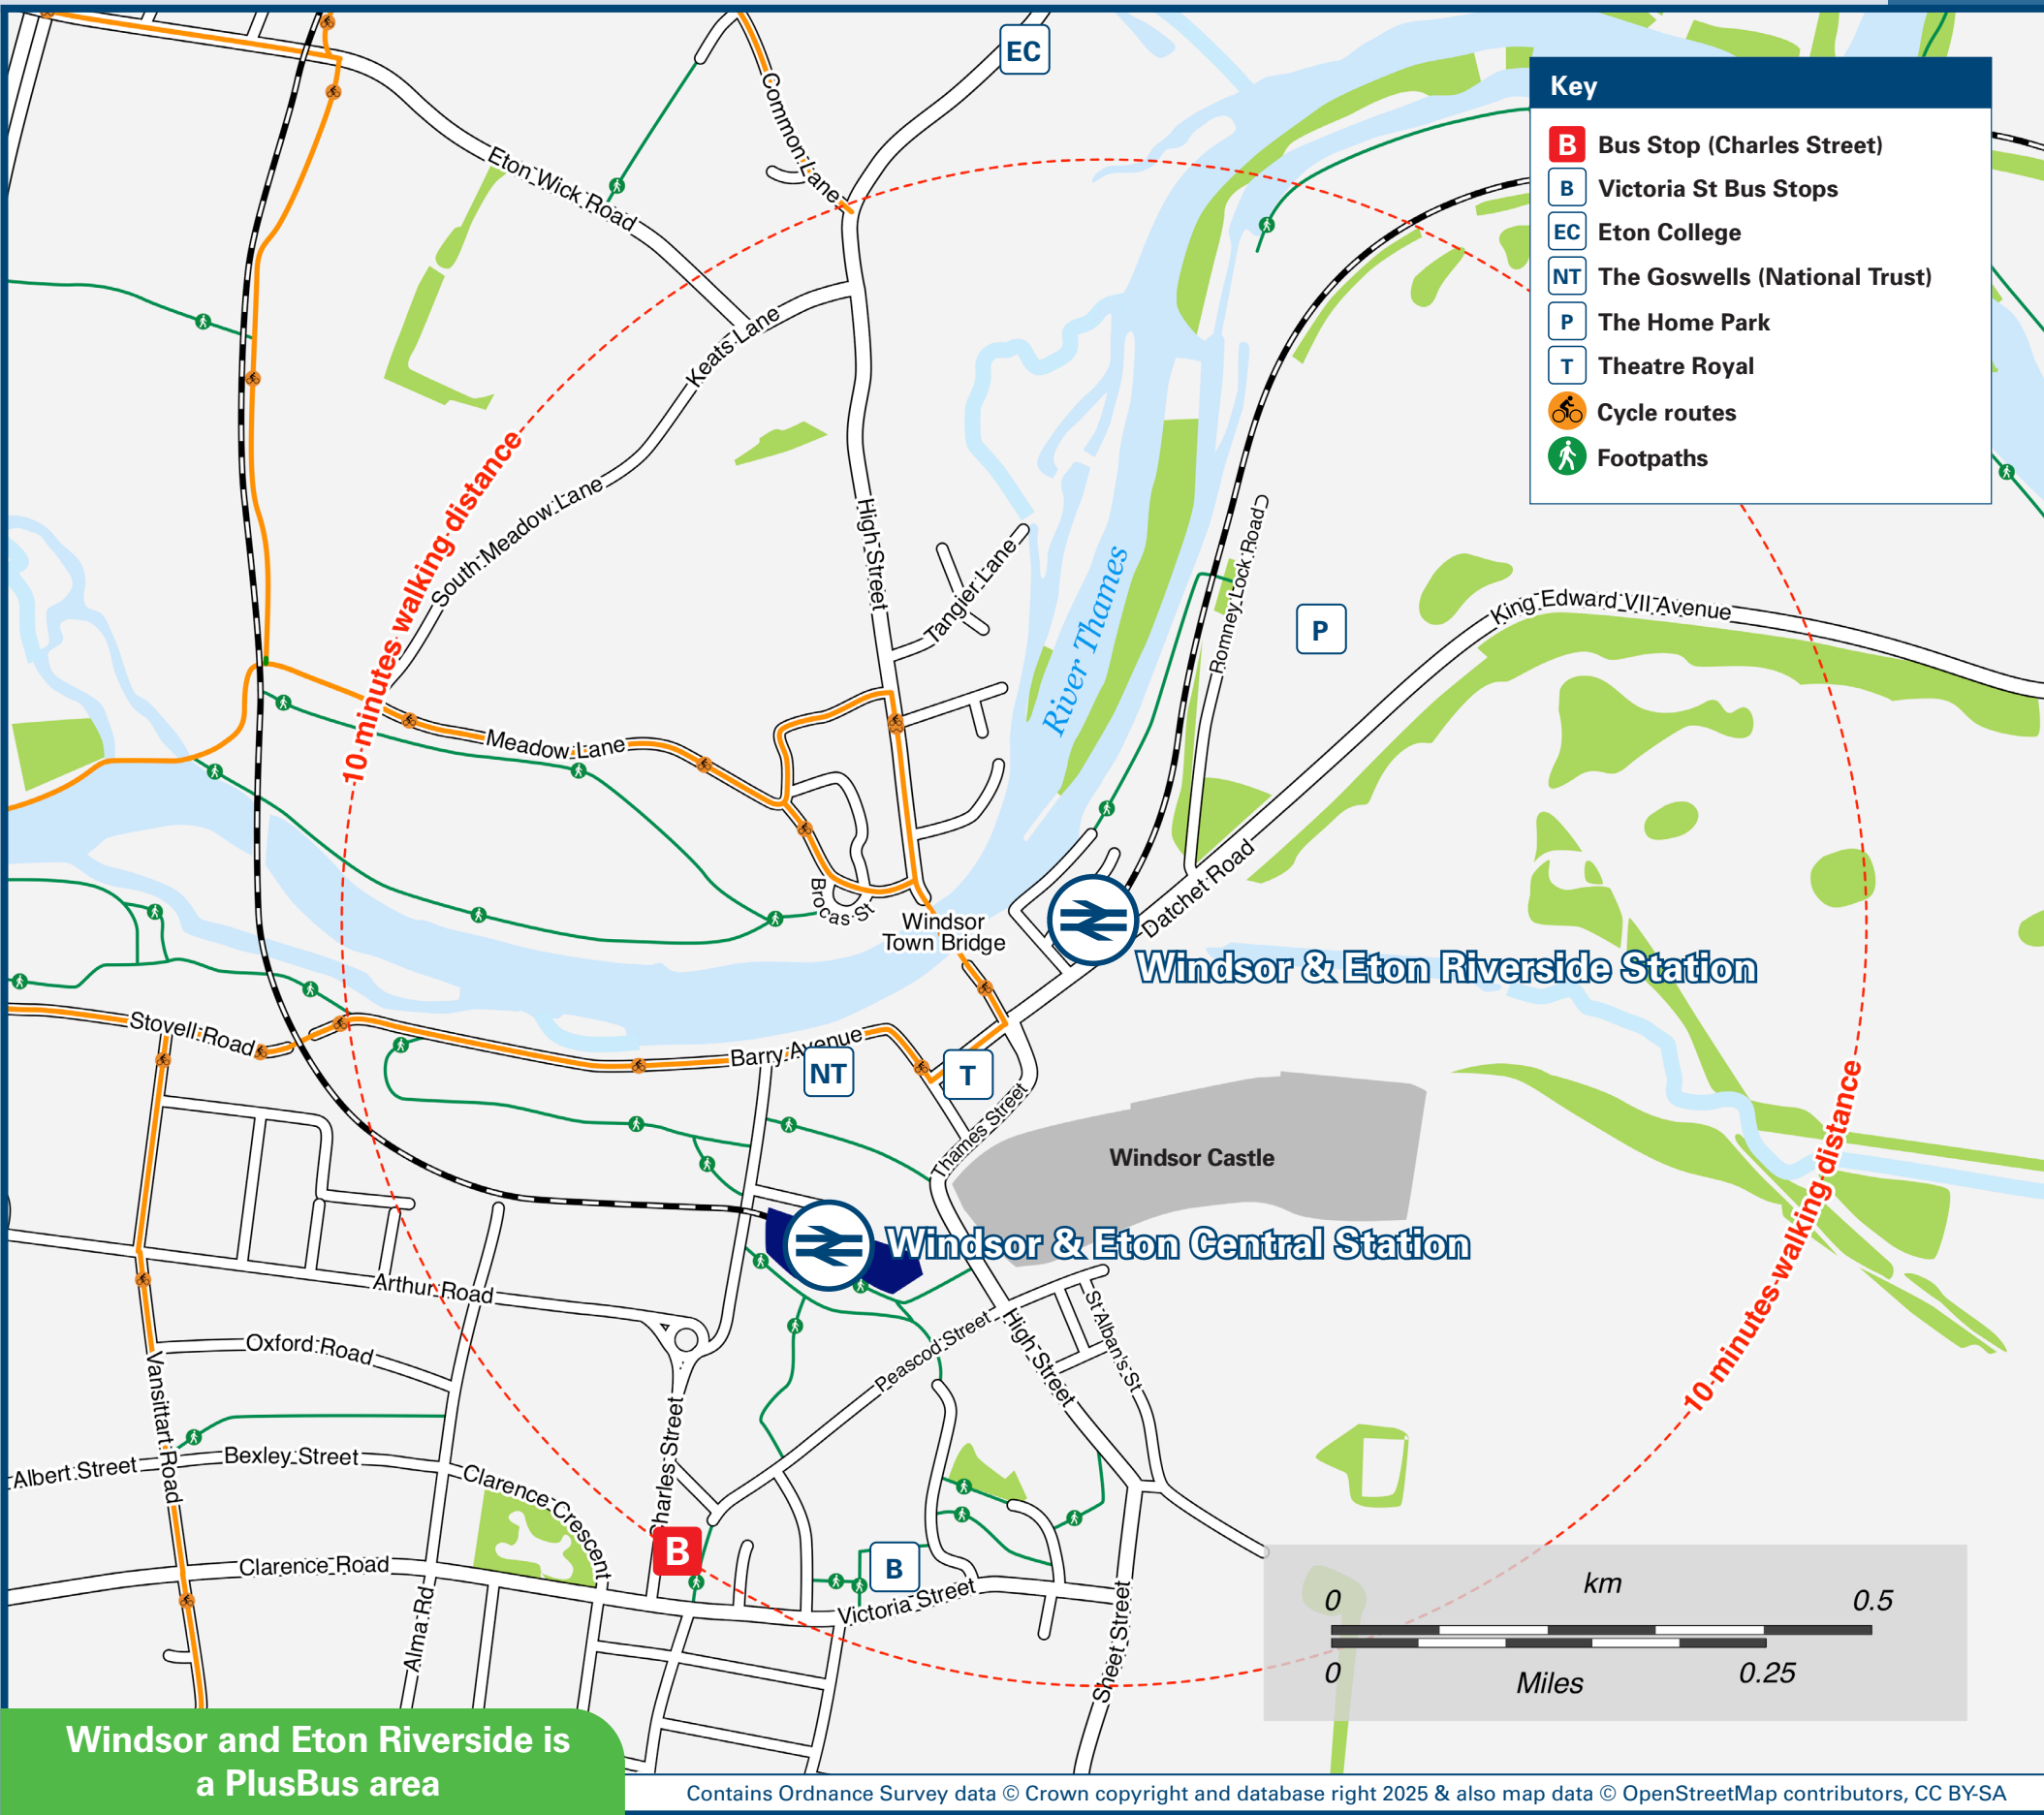 EC
Key
B Bus Stop (Charles Street)
B Victoria St Bus Stops
EC Eton College
NT The Goswells (National Trust)
P The Home Park
T Theatre Royal
Cycle routes
Footpaths
Common Lane
Eton Wick Road
Keats Lane
10 minutes walking distance
South Meadow Lane
High Street
Tangier Lane
River Thames
Romney Lock Road
P
King Edward VII Avenue
Meadow Lane
Brocas St
Windsor
Town Bridge
Datchet Road
Windsor & Eton Riverside Station
Stovell Road
Barry Avenue
NT
T
Thames Street
Windsor Castle
10 minutes walking distance
Windsor & Eton Central Station
Arthur Road
Oxford Road
Peascod Street
High Street
St Alban's St
Vansittart Road
Charles Street
Albert Street
Bexley Street
Clarence Crescent
B
B
Clarence Road
Victoria Street
Alma Rd
Sheet Street
km
0 0.5
0 0.25
Miles
Windsor and Eton Riverside is
a PlusBus area
Contains Ordnance Survey data © Crown copyright and database right 2025 & also map data © OpenStreetMap contributors, CC BY-SA